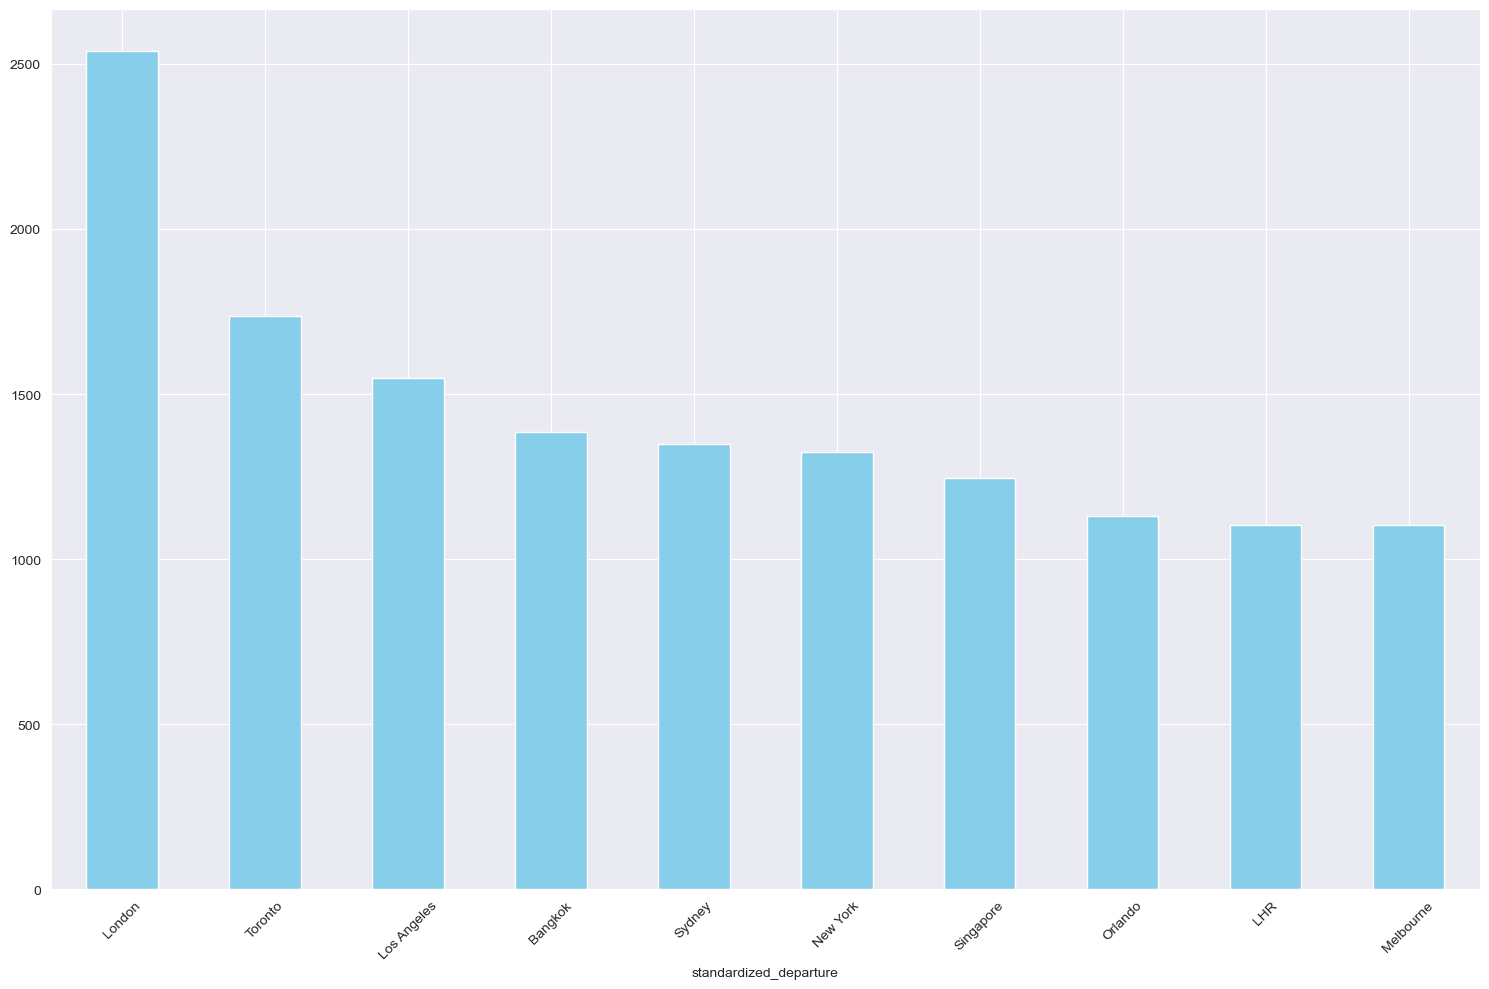 2500
2000
1500
1000
500
0
London
Toronto
Los Angeles
Bangkok
Sydney
New York
Singapore
Orlando
LHR
Melbourne
standardized_departure